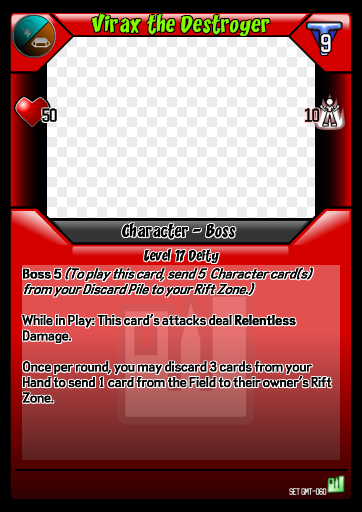 Virax the Destroyer
9
50
10
Character - Boss
Level 17 Deity
Boss 5 (To play this card, send 5 Character card(s)
from your Discard Pile to your Rift Zone.)
While in Play: This card's attacks deal Relentless
Damage.
Once per round, you may discard 3 cards from your
Hand to send 1 card from the Field to their owner's Rift
Zone.
SET GMT-060